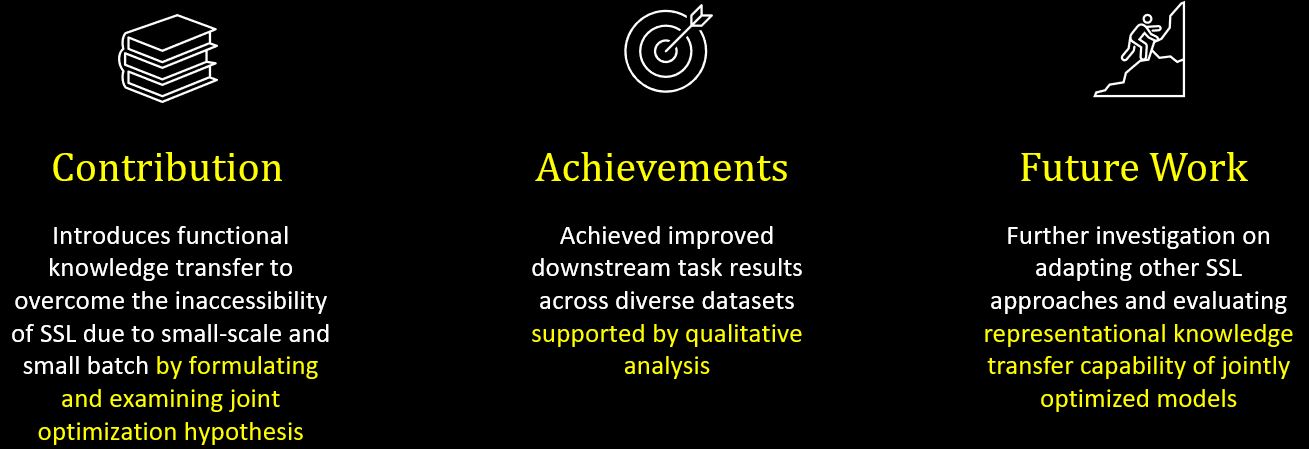 Contribution
Introduces functional
knowledge transfer to
overcome the inaccessibility
of SSL due to small-scale and
small batch by formulating
and examining joint
optimization hypothesis
Achievements
Achieved improved
downstream task results
across diverse datasets
supported by qualitative
analysis
Future Work
Further investigation on
adapting other SSL
approaches and evaluating
representational knowledge
transfer capability of jointly
optimized models